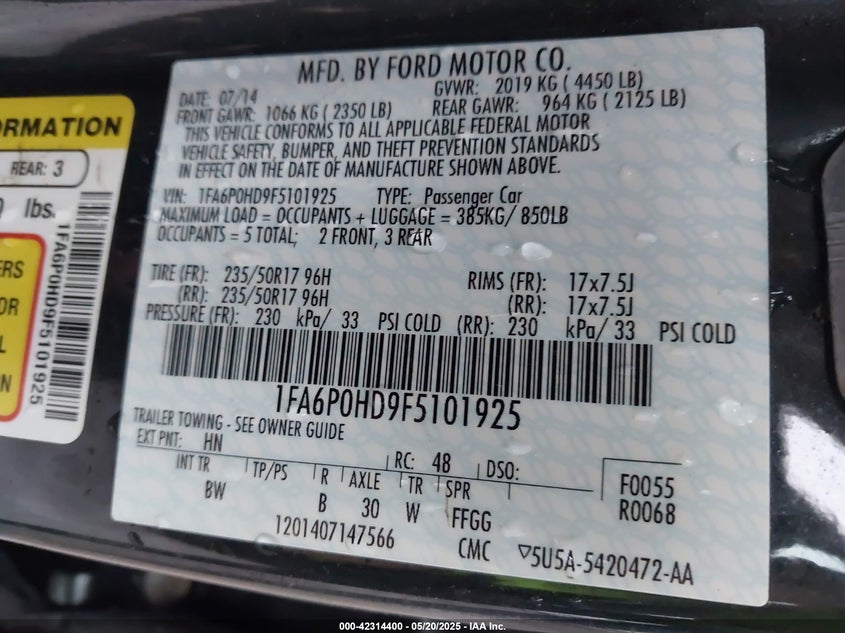 MFD. BY FORD MOTOR CO.
DATE: 07/14 GVWR: 2019 KG ( 4450 LB)
FRONT GAWR: 1066 KG ( 2350 LB) REAR GAWR: 964 KG ( 2125 LB)
THIS VEHICLE CONFORMS TO ALL APPLICABLE FEDERAL MOTOR
VEHICLE SAFETY, BUMPER, AND THEFT PREVENTION STANDARDS
IN EFFECT ON THE DATE OF MANUFACTURE SHOWN ABOVE.
VIN: 1FA6P0HD9F5101925 TYPE: Passenger Car
MAXIMUM LOAD = OCCUPANTS + LUGGAGE = 385KG/ 850LB
OCCUPANTS = 5 TOTAL; 2 FRONT, 3 REAR
TIRE (FR): 235/50R17 96H RIMS (FR): 17x7.5J
(RR): 235/50R17 96H (RR): 17x7.5J
PRESSURE (FR): 230 kPa/ 33 PSI COLD (RR): 230 kPa/ 33 PSI COLD
1FA6P0HD9F5101925
TRAILER TOWING - SEE OWNER GUIDE
EXT PNT: HN RC: 48 DSO: F0055
INT TR TP/PS R AXLE TR SPR R0068
BW B 30 W FFGG
1201407147566 CMC ▽5U5A-5420472-AA
ORMATION
REAR: 3
0 lbs.
1FA6P0HD9F5101925
ERS
OR
L
N
000-42314400 - 05/20/2025 - IAA Inc.